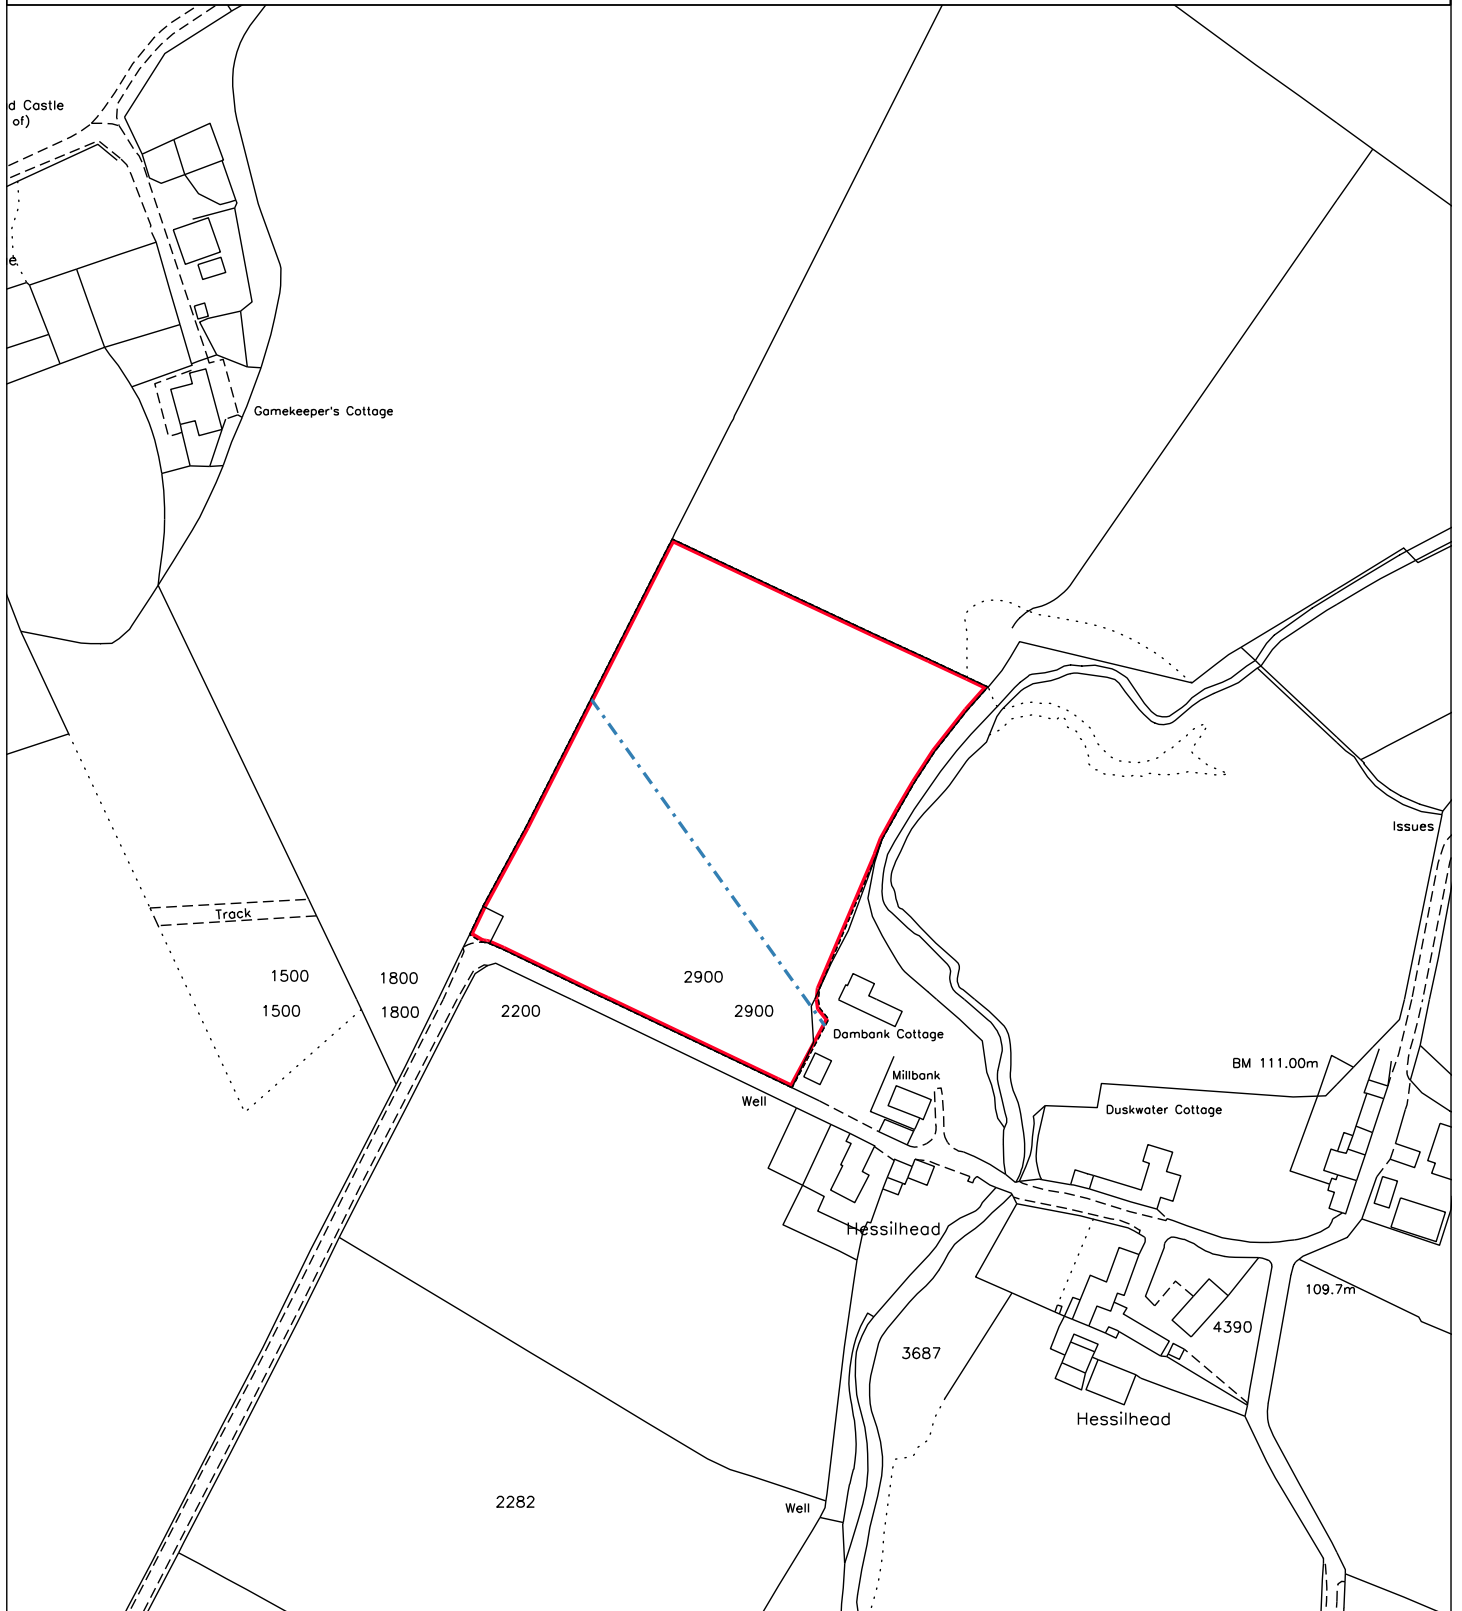 d Castle
of)
e
Gamekeeper's Cottage
Issues
Track
1500
1800
2900
1500
1800
2200
2900
Dambank Cottage
BM 111.00m
Millbank
Well
Duskwater Cottage
Hessilhead
109.7m
4390
3687
Hessilhead
2282
Well